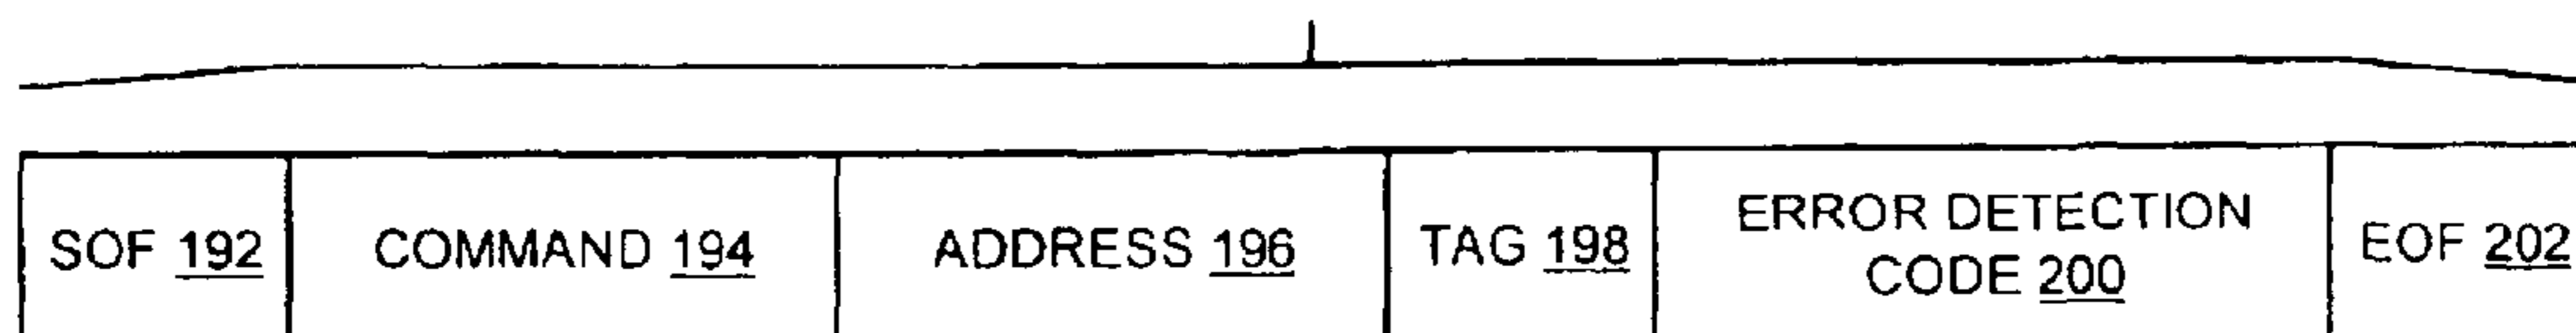 SOF 192
COMMAND 194
ADDRESS 196
TAG 198
ERROR DETECTION
CODE 200
EOF 202